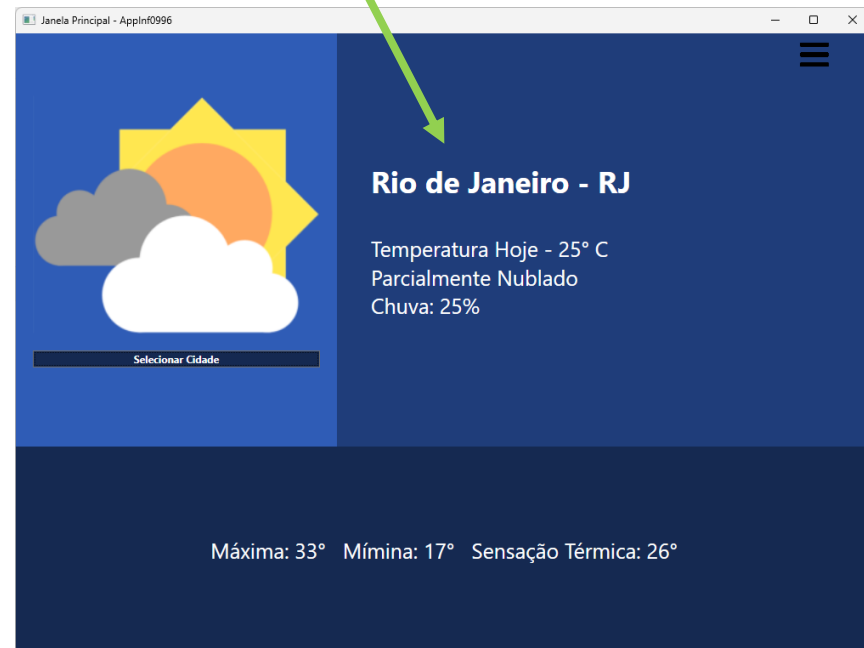 Janela Principal - AppInf0996
Rio de Janeiro - RJ
Temperatura Hoje - 25° C
Parcialmente Nublado
Chuva: 25%
Selecionar Cidade
Máxima: 33° Mímina: 17° Sensação Térmica: 26°